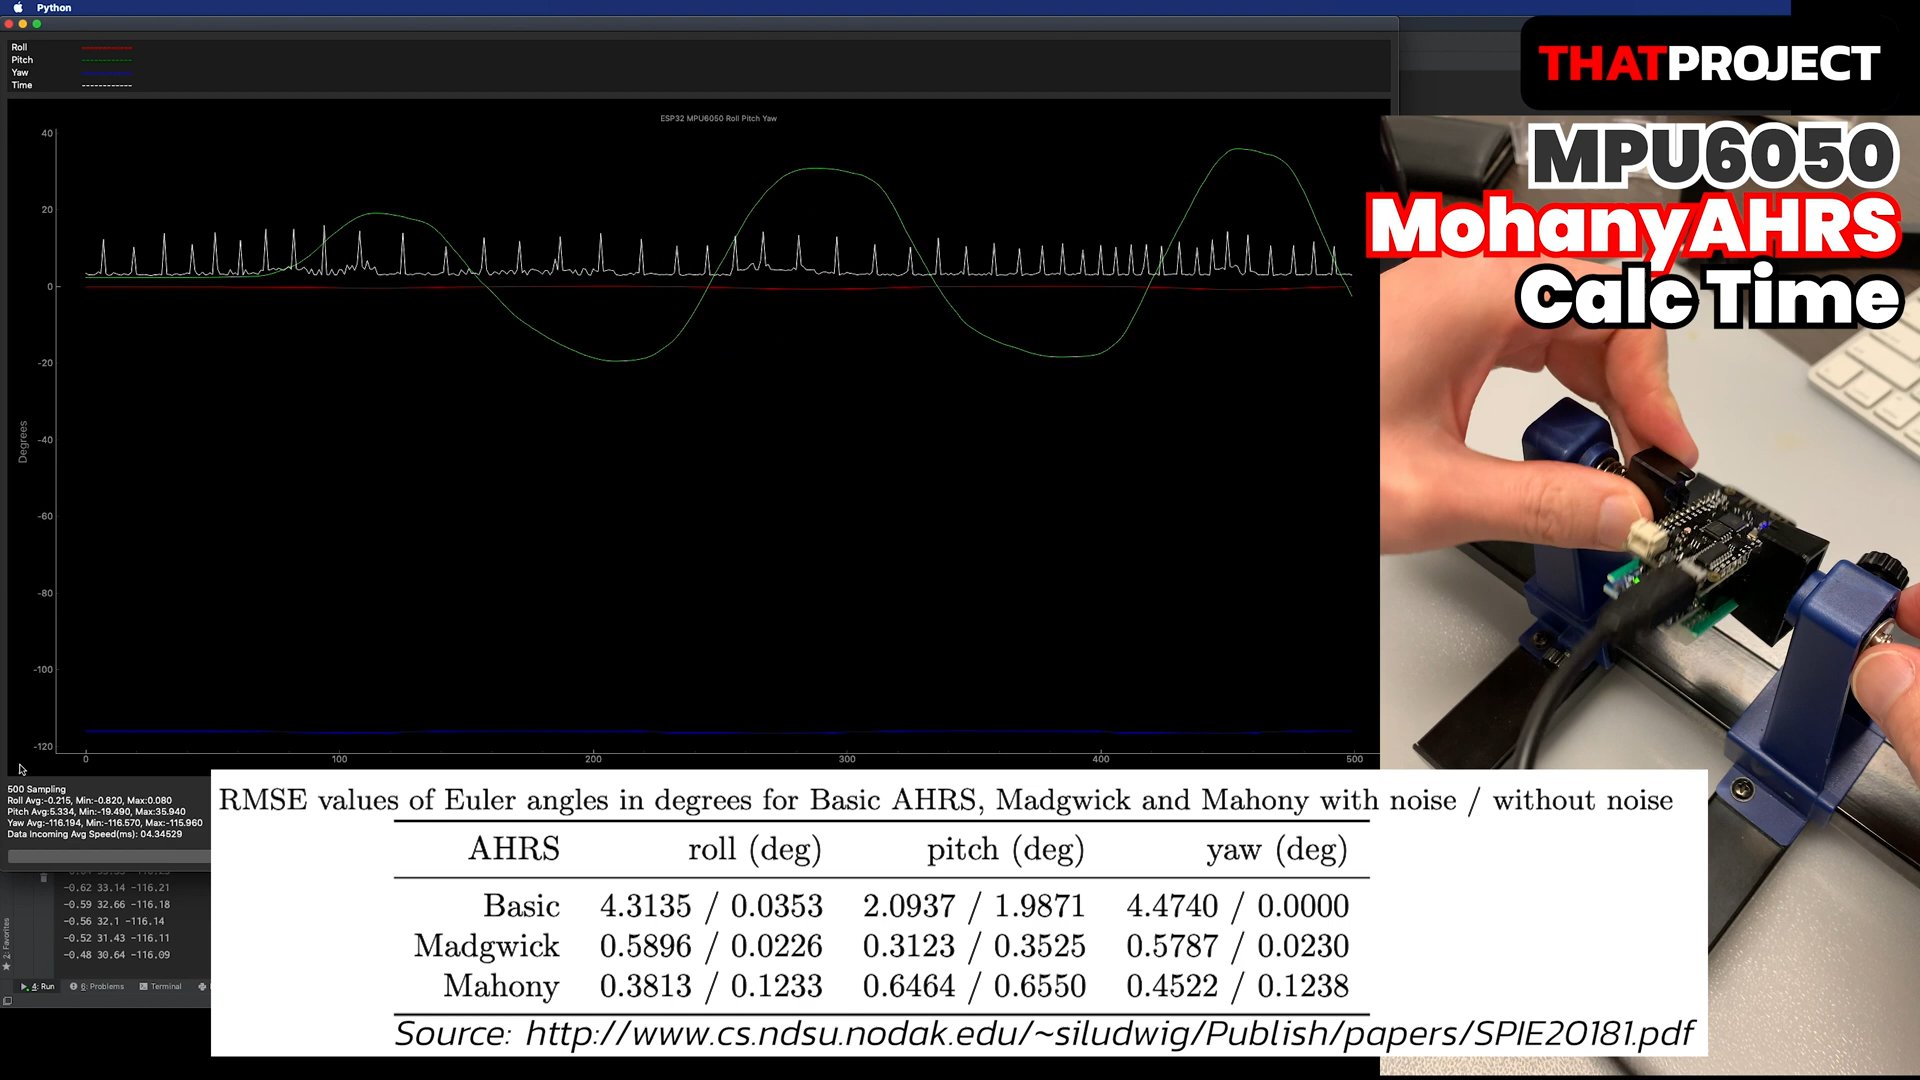 Python
Roll
Pitch
Yaw
Time
THATPROJECT
ESP32 MPU6050 Roll Pitch Yaw
MPU6050
MohanyAHRS
Calc Time
Degrees
40
20
0
-20
-40
-60
-80
-100
-120
0
100
200
300
400
500
500 Sampling
Roll Avg:-0.215, Min:-0.820, Max:0.080
Pitch Avg:5.334, Min:-19.490, Max:35.940
Yaw Avg:-116.194, Min:-116.570, Max:-115.960
Data Incoming Avg Speed(ms): 04.34529
-0.62 33.14 -116.21
-0.59 32.66 -116.18
-0.56 32.1 -116.14
-0.52 31.43 -116.11
-0.48 30.64 -116.09
2: Favorites
4: Run
6: Problems
Terminal
RMSE values of Euler angles in degrees for Basic AHRS, Madgwick and Mahony with noise / without noise
AHRS roll (deg) pitch (deg) yaw (deg)
Basic 4.3135 / 0.0353 2.0937 / 1.9871 4.4740 / 0.0000
Madgwick 0.5896 / 0.0226 0.3123 / 0.3525 0.5787 / 0.0230
Mahony 0.3813 / 0.1233 0.6464 / 0.6550 0.4522 / 0.1238
Source: http://www.cs.ndsu.nodak.edu/~siludwig/Publish/papers/SPIE20181.pdf